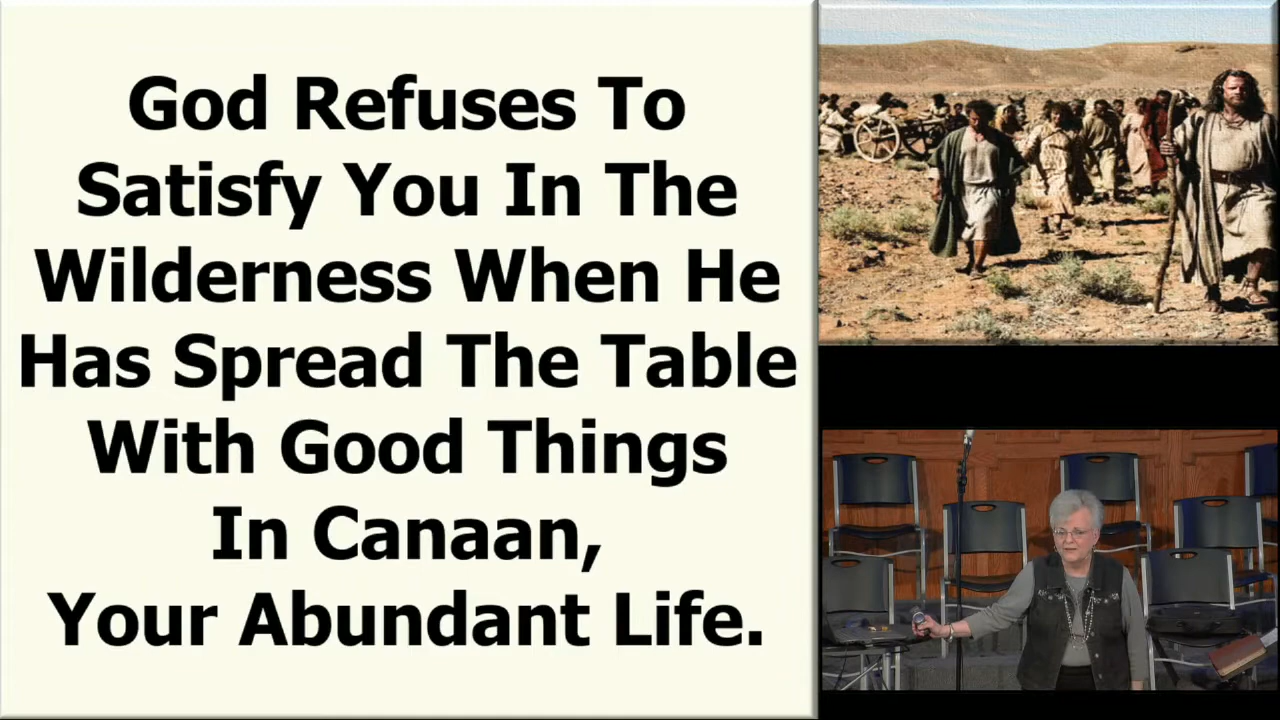 God Refuses To
Satisfy You In The
Wilderness When He
Has Spread The Table
With Good Things
In Canaan,
Your Abundant Life.